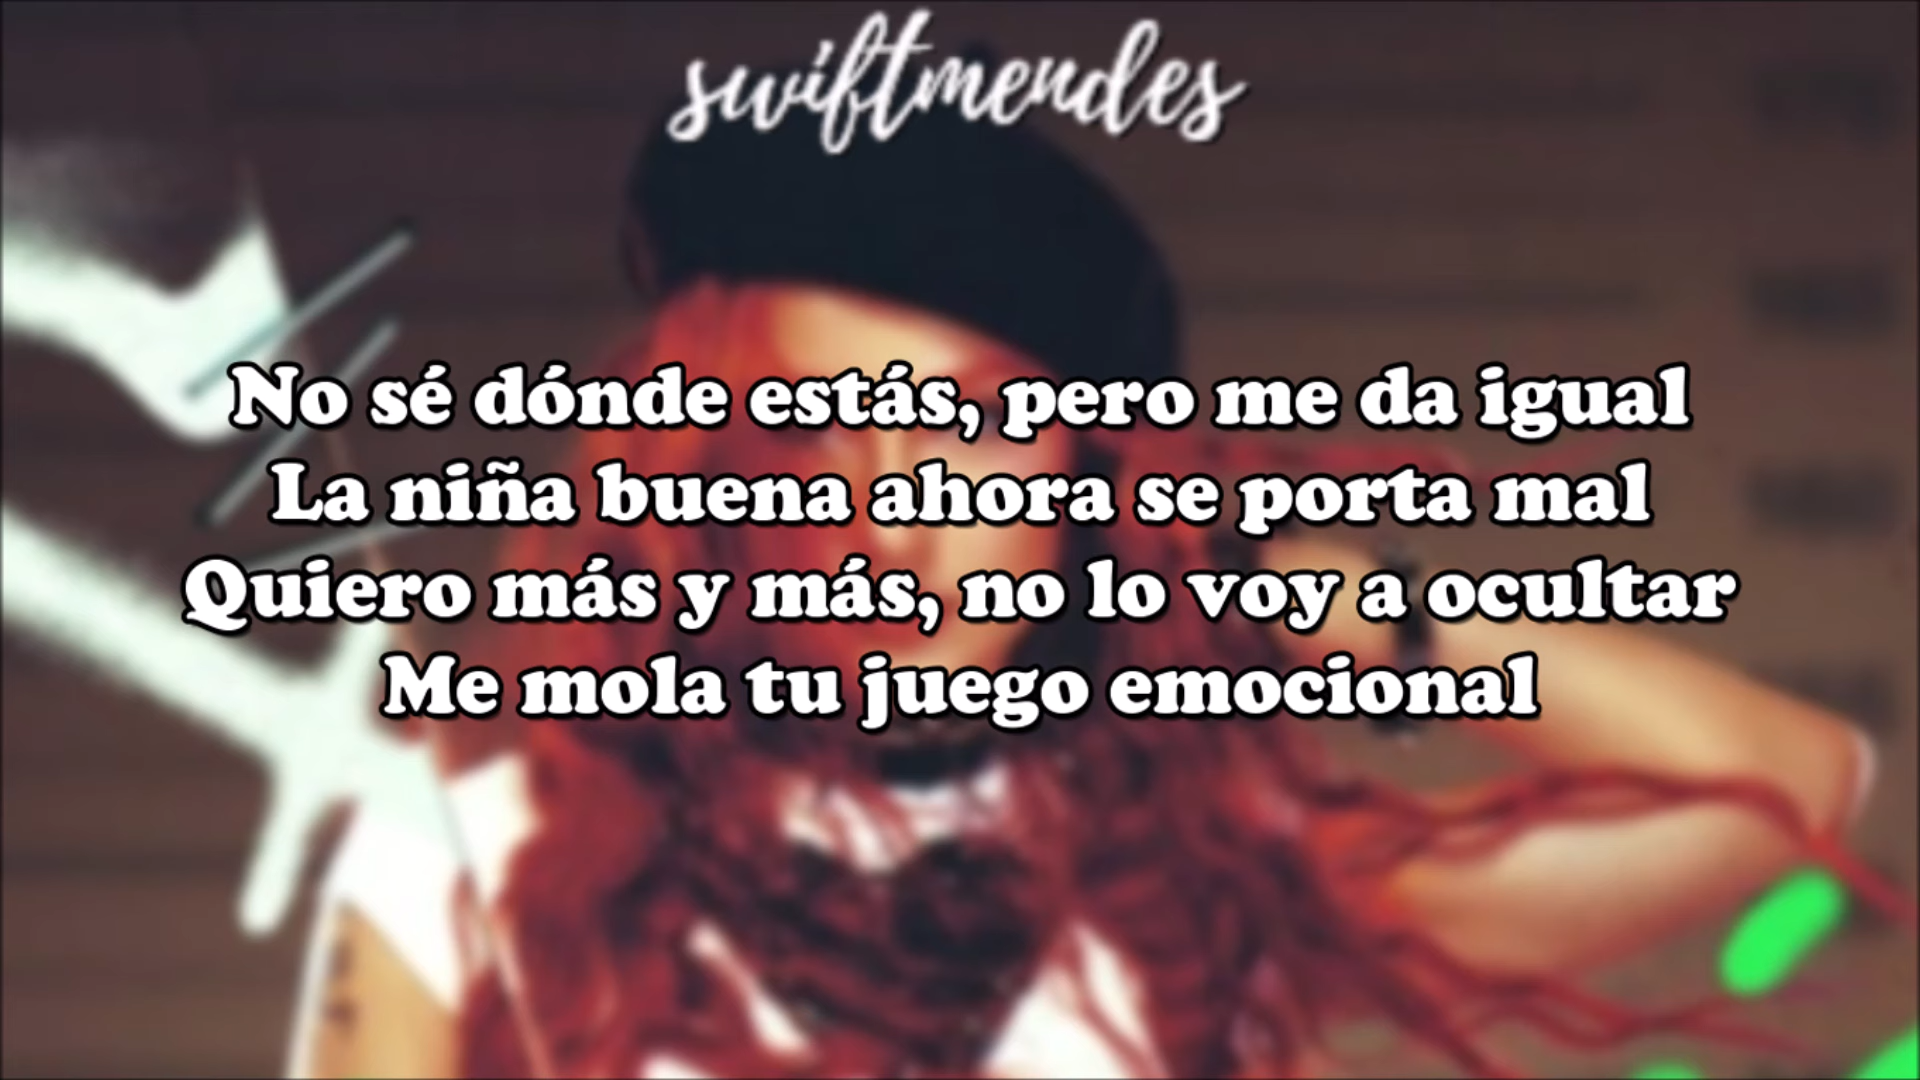 swiftmendes
No sé dónde estás, pero me da igual
La niña buena ahora se porta mal
Quiero más y más, no lo voy a ocultar
Me mola tu juego emocional